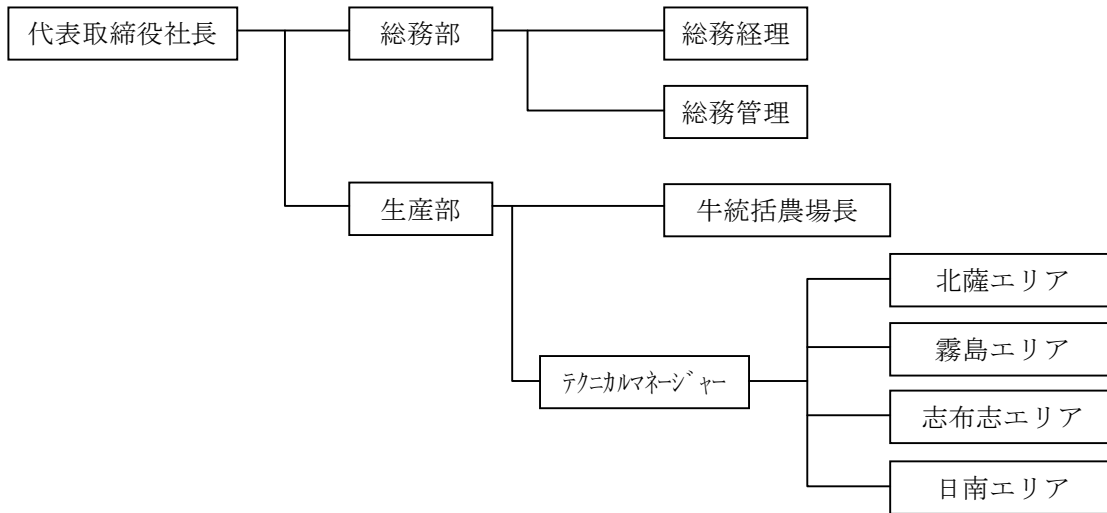 代表取締役社長
総務部
総務経理
総務管理
生産部
牛統括農場長
北薩エリア
霧島エリア
テクニカルマネージャー
志布志エリア
日南エリア